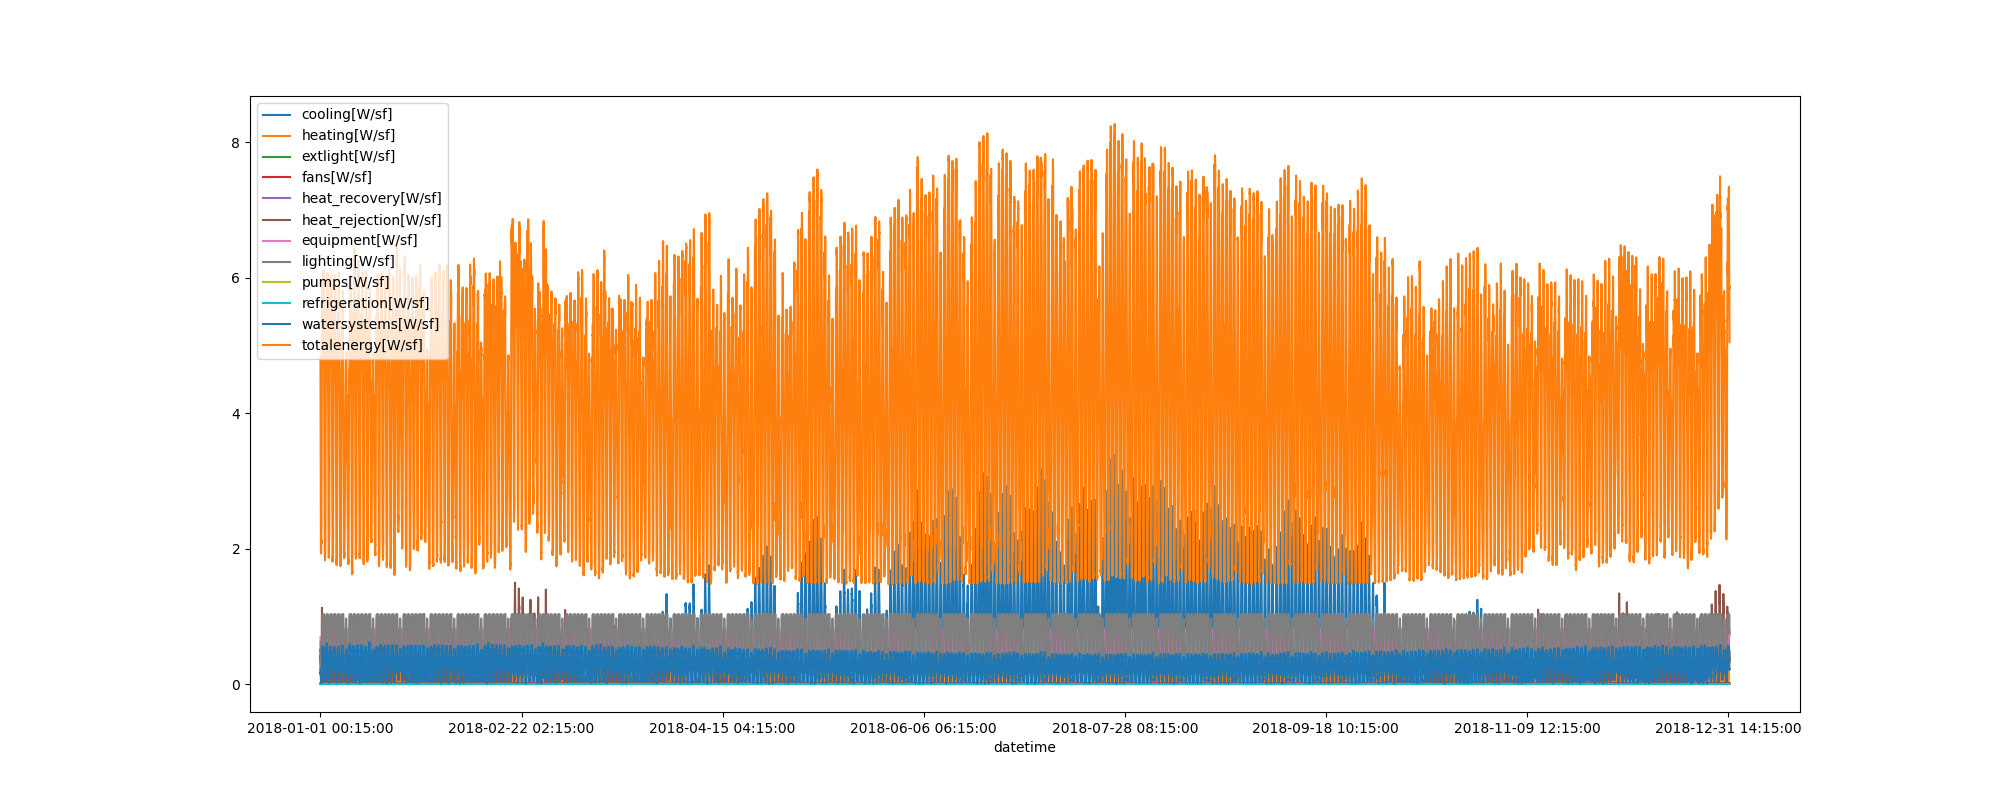 cooling[W/sf]
heating[W/sf]
extlight[W/sf]
fans[W/sf]
heat_recovery[W/sf]
heat_rejection[W/sf]
equipment[W/sf]
lighting[W/sf]
pumps[W/sf]
refrigeration[W/sf]
watersystems[W/sf]
totalenergy[W/sf]
8
6
4
2
0
2018-01-01 00:15:00 2018-02-22 02:15:00 2018-04-15 04:15:00 2018-06-06 06:15:00 2018-07-28 08:15:00 2018-09-18 10:15:00 2018-11-09 12:15:00 2018-12-31 14:15:00
datetime